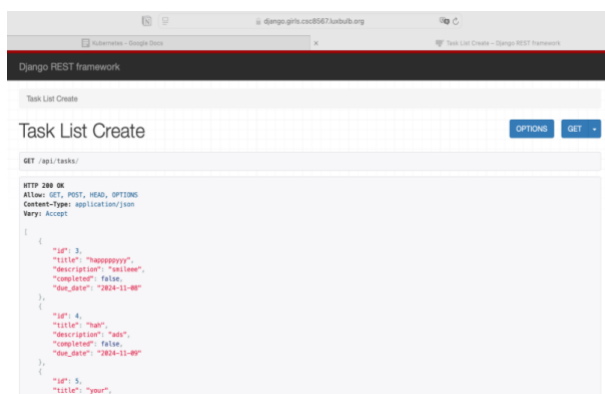 django.girls.csc8567.luxbulb.org
Kubernetes - Google Docs
Task List Create - Django REST framework
Django REST framework
Task List Create
Task List Create
OPTIONS
GET
GET /api/tasks/
HTTP 200 OK
Allow: GET, POST, HEAD, OPTIONS
Content-Type: application/json
Vary: Accept
[
{
"id": 3,
"title": "happpppyyy",
"description": "smileee",
"completed": false,
"due_date": "2024-11-08"
},
{
"id": 4,
"title": "hah",
"description": "ads",
"completed": false,
"due_date": "2024-11-09"
},
{
"id": 5,
"title": "your",